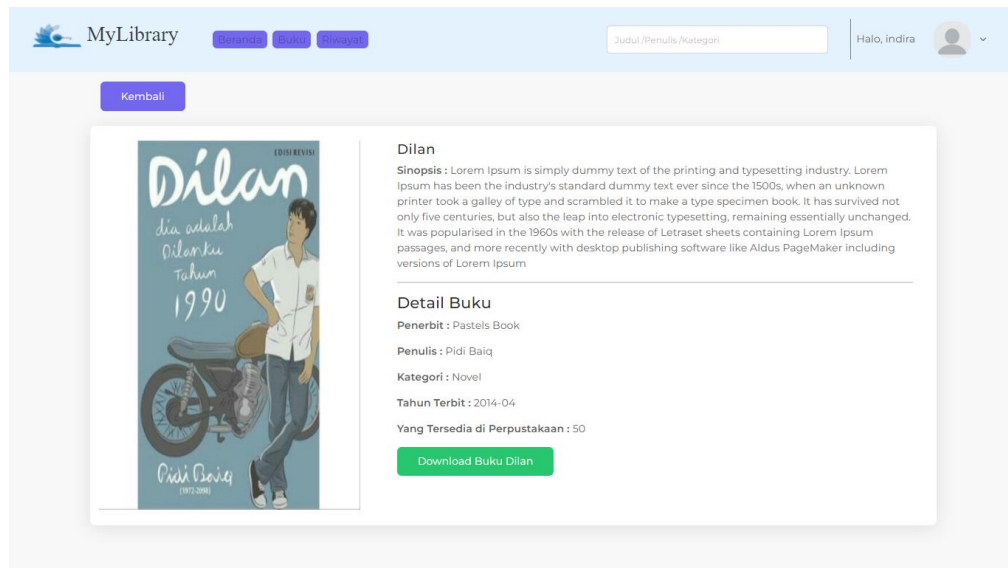 MyLibrary
Beranda Buku Riwayat
Judul /Penulis /Kategori
Halo, indira
Kembali
EDISI REVISI
Dilan
dia adalah
Dilanku
Tahun
1990
Pidi Baiq
(1972-2098)
Dilan
Sinopsis : Lorem Ipsum is simply dummy text of the printing and typesetting industry. Lorem
Ipsum has been the industry's standard dummy text ever since the 1500s, when an unknown
printer took a galley of type and scrambled it to make a type specimen book. It has survived not
only five centuries, but also the leap into electronic typesetting, remaining essentially unchanged.
It was popularised in the 1960s with the release of Letraset sheets containing Lorem Ipsum
passages, and more recently with desktop publishing software like Aldus PageMaker including
versions of Lorem Ipsum
Detail Buku
Penerbit : Pastels Book
Penulis : Pidi Baiq
Kategori : Novel
Tahun Terbit : 2014-04
Yang Tersedia di Perpustakaan : 50
Download Buku Dilan